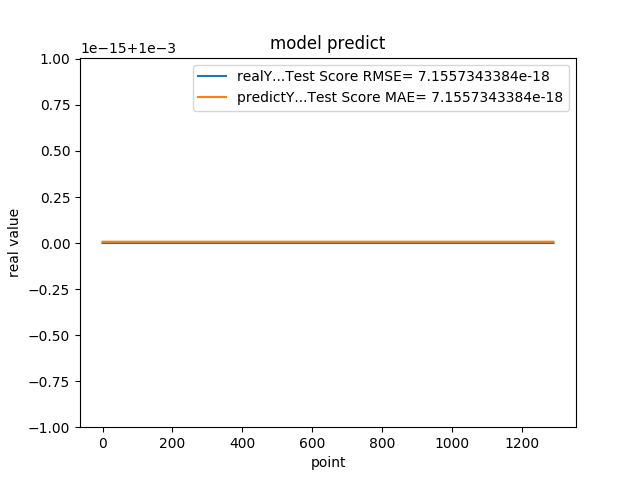 model predict
1e−15+1e−3
realY...Test Score RMSE= 7.1557343384e-18
predictY...Test Score MAE= 7.1557343384e-18
1.00
0.75
0.50
0.25
0.00
−0.25
−0.50
−0.75
−1.00
real value
0 200 400 600 800 1000 1200
point